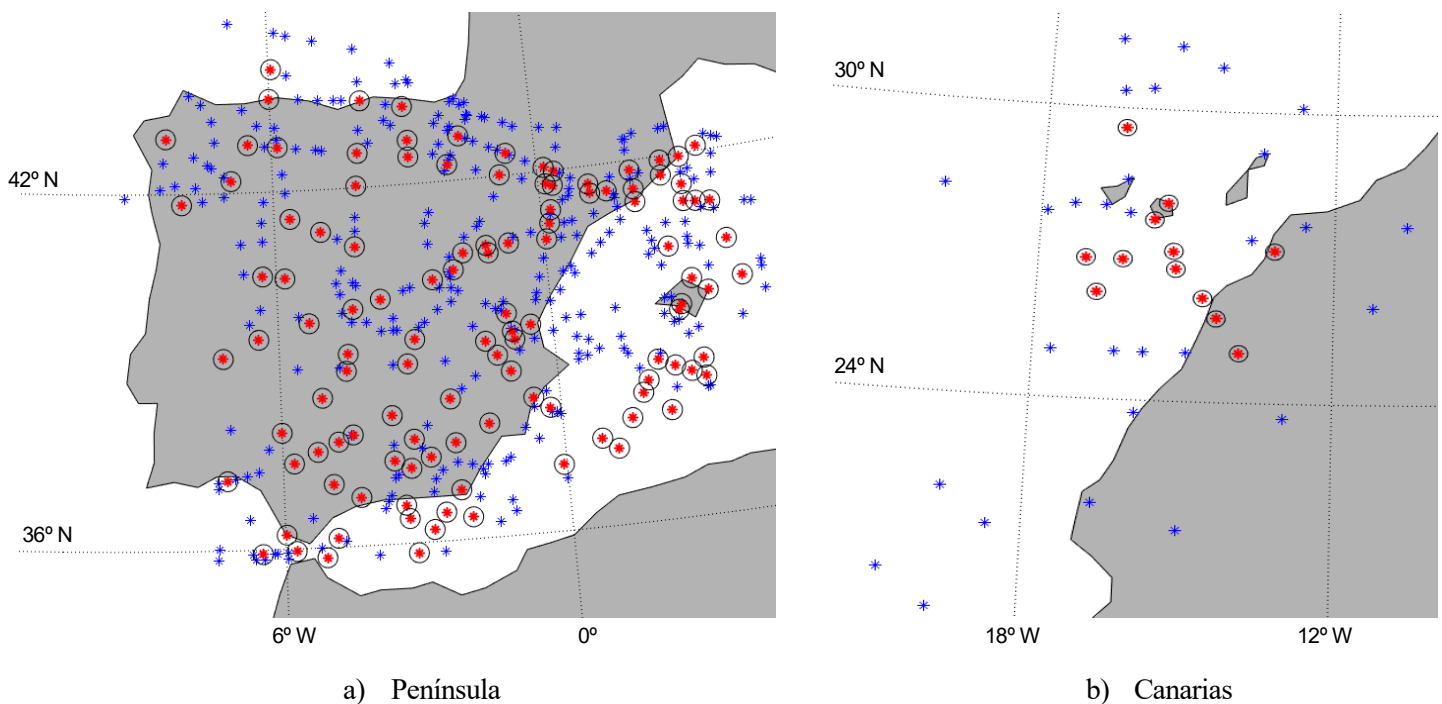 42º N
36º N
6º W
0º
a) Península
30º N
24º N
18º W
12º W
b) Canarias